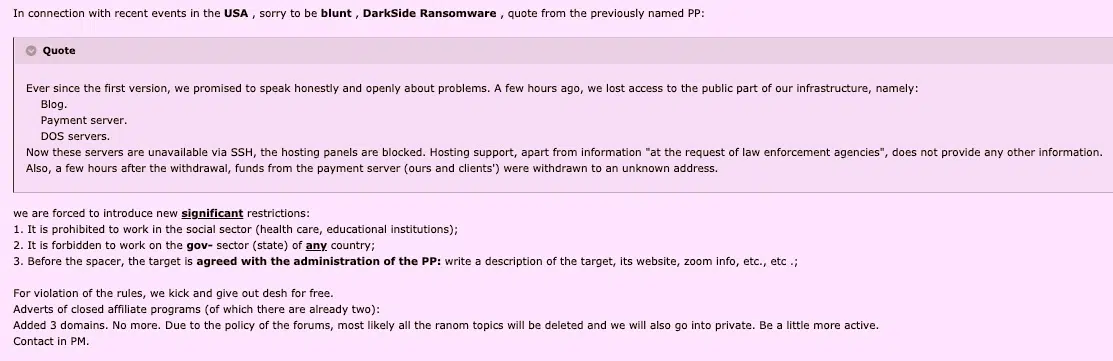 In connection with recent events in the USA , sorry to be blunt , DarkSide Ransomware , quote from the previously named PP:
Quote
Ever since the first version, we promised to speak honestly and openly about problems. A few hours ago, we lost access to the public part of our infrastructure, namely:
Blog.
Payment server.
DOS servers.
Now these servers are unavailable via SSH, the hosting panels are blocked. Hosting support, apart from information "at the request of law enforcement agencies", does not provide any other information.
Also, a few hours after the withdrawal, funds from the payment server (ours and clients') were withdrawn to an unknown address.
we are forced to introduce new significant restrictions:
1. It is prohibited to work in the social sector (health care, educational institutions);
2. It is forbidden to work on the gov- sector (state) of any country;
3. Before the spacer, the target is agreed with the administration of the PP: write a description of the target, its website, zoom info, etc., etc .;
For violation of the rules, we kick and give out desh for free.
Adverts of closed affiliate programs (of which there are already two):
Added 3 domains. No more. Due to the policy of the forums, most likely all the ranom topics will be deleted and we will also go into private. Be a little more active.
Contact in PM.